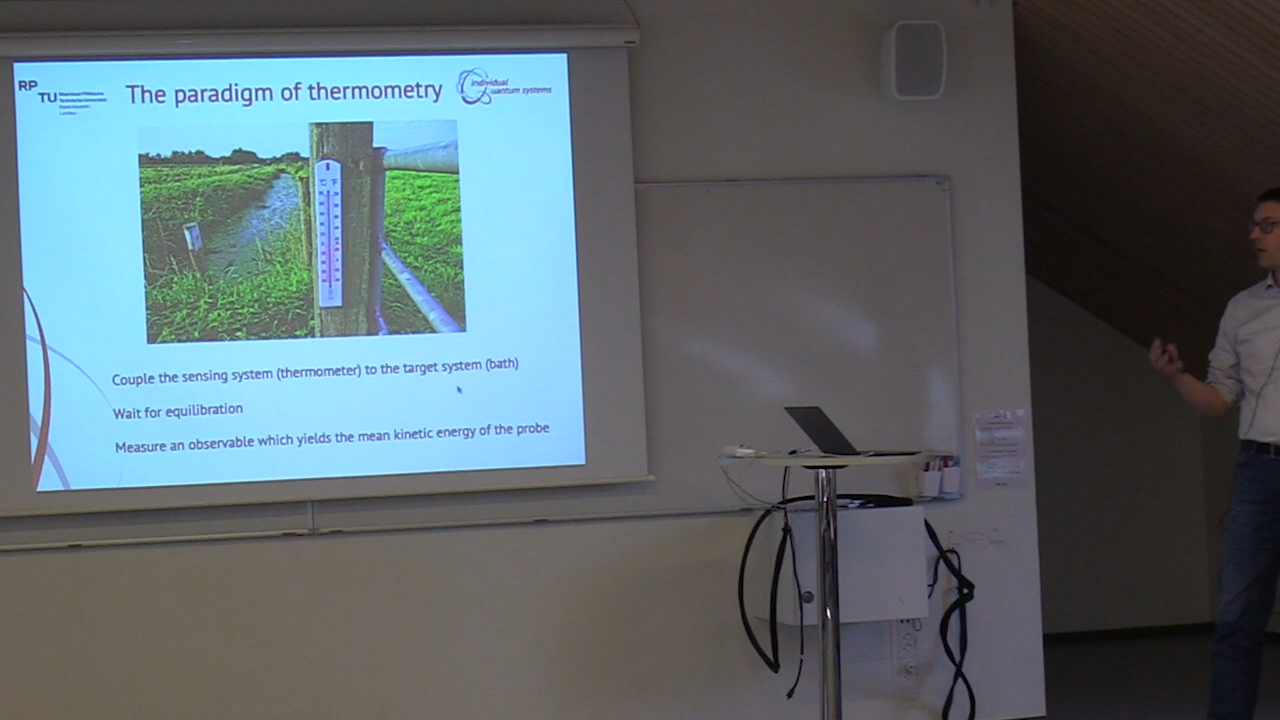 RP
TU
The paradigm of thermometry
individual
quantum systems
°C °F
Couple the sensing system (thermometer) to the target system (bath)
Wait for equilibration
Measure an observable which yields the mean kinetic energy of the probe